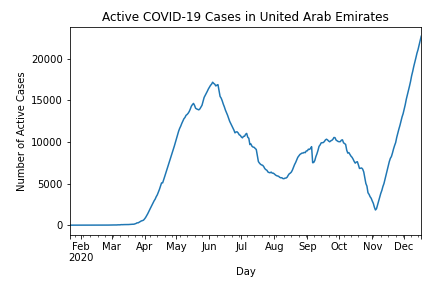 Active COVID-19 Cases in United Arab Emirates
Number of Active Cases
20000
15000
10000
5000
0
Feb Mar Apr May Jun Jul Aug Sep Oct Nov Dec
2020
Day